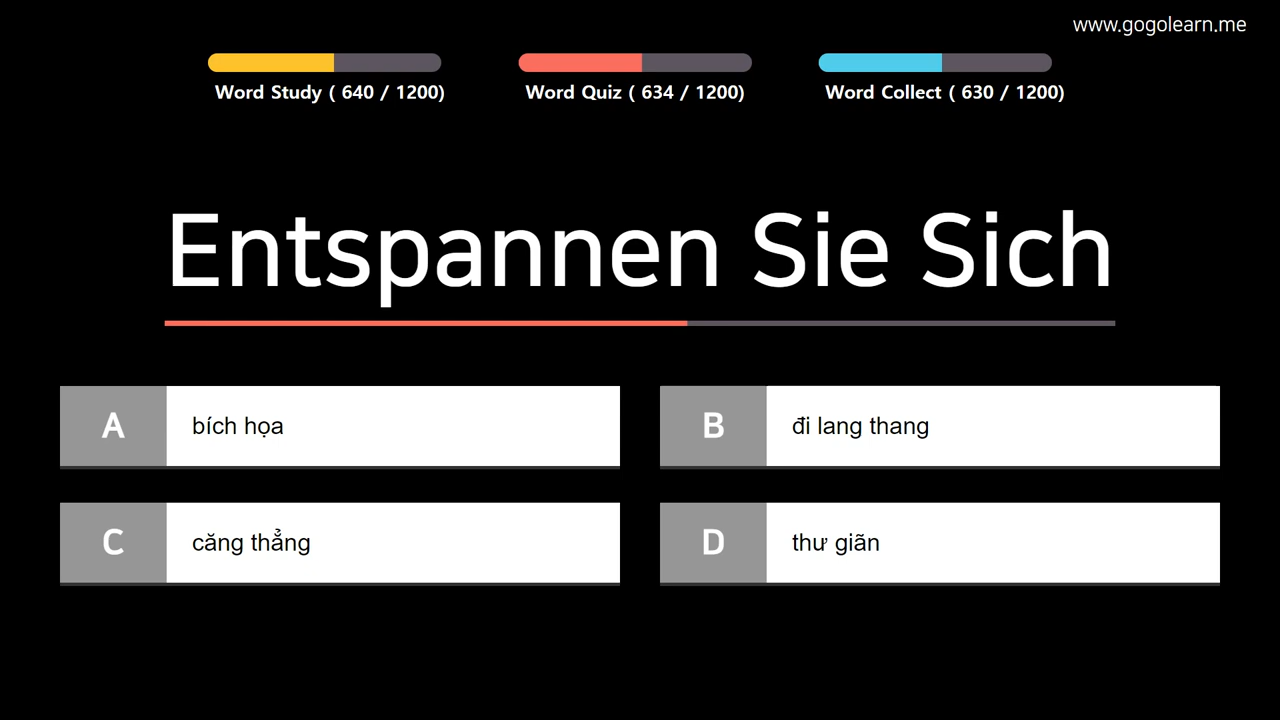 www.gogolearn.me
Word Study ( 640 / 1200)
Word Quiz ( 634 / 1200)
Word Collect ( 630 / 1200)
Entspannen Sie Sich
A bích họa
B đi lang thang
C căng thẳng
D thư giãn